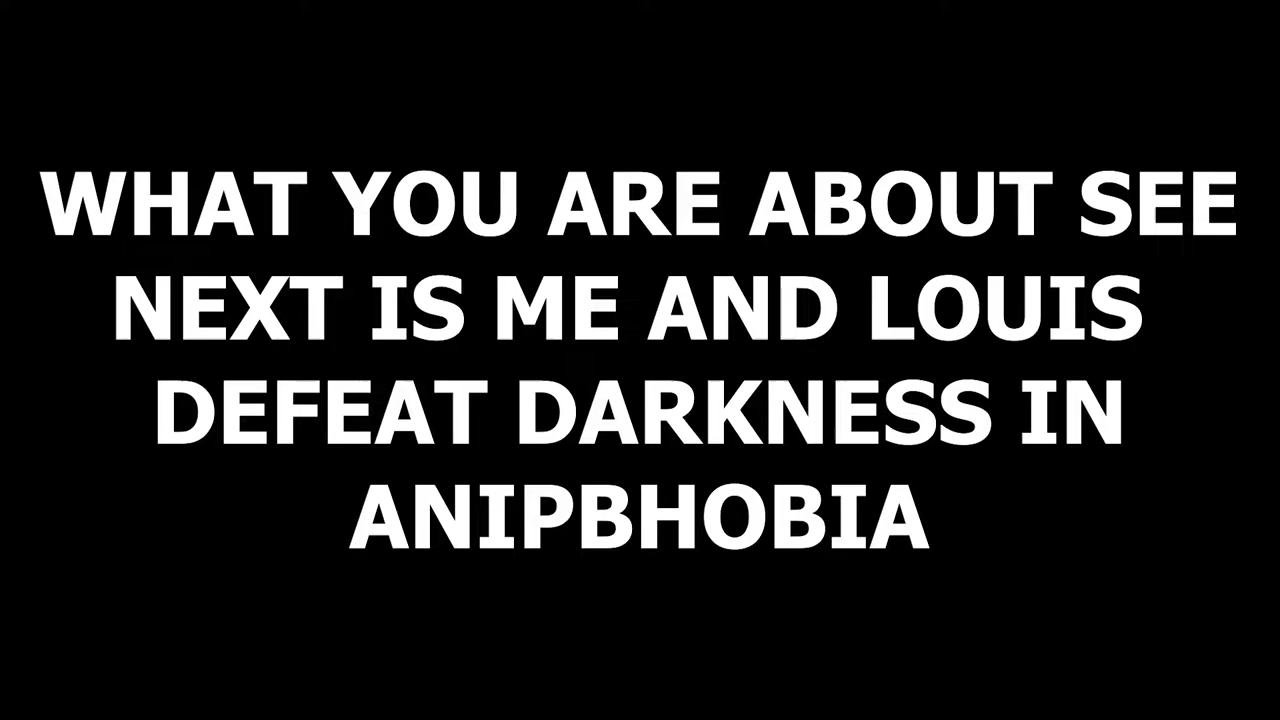 WHAT YOU ARE ABOUT SEE
NEXT IS ME AND LOUIS
DEFEAT DARKNESS IN
ANIPBHOBIA